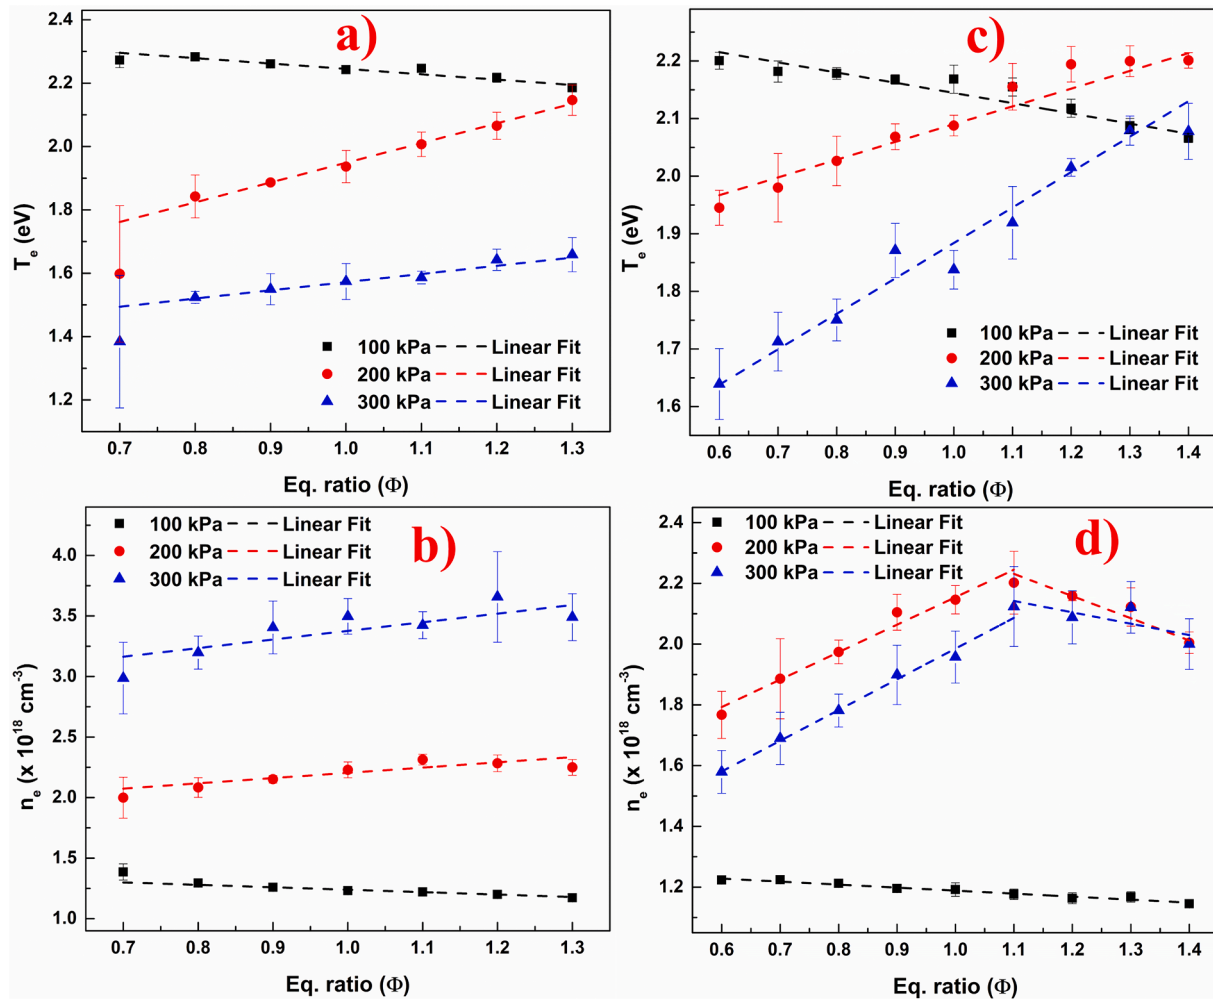 a)
2.4
2.2
2.0
1.8
1.6
1.4
1.2
Tₑ (eV)
100 kPa Linear Fit
200 kPa Linear Fit
300 kPa Linear Fit
0.7 0.8 0.9 1.0 1.1 1.2 1.3
Eq. ratio (Φ)
c)
2.2
2.1
2.0
1.9
1.8
1.7
1.6
Tₑ (eV)
100 kPa Linear Fit
200 kPa Linear Fit
300 kPa Linear Fit
0.6 0.7 0.8 0.9 1.0 1.1 1.2 1.3 1.4
Eq. ratio (Φ)
100 kPa Linear Fit
200 kPa Linear Fit
300 kPa Linear Fit
b)
4.0
3.5
3.0
2.5
2.0
1.5
1.0
nₑ (x 10¹⁸ cm⁻³)
0.7 0.8 0.9 1.0 1.1 1.2 1.3
Eq. ratio (Φ)
100 kPa Linear Fit
200 kPa Linear Fit
300 kPa Linear Fit
d)
2.4
2.2
2.0
1.8
1.6
1.4
1.2
nₑ (x 10¹⁸ cm⁻³)
0.6 0.7 0.8 0.9 1.0 1.1 1.2 1.3 1.4
Eq. ratio (Φ)